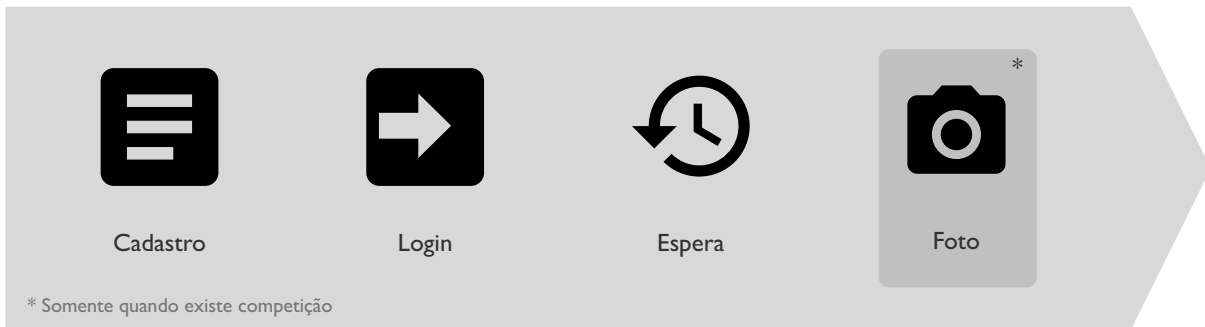 *
Cadastro
Login
Espera
Foto
* Somente quando existe competição